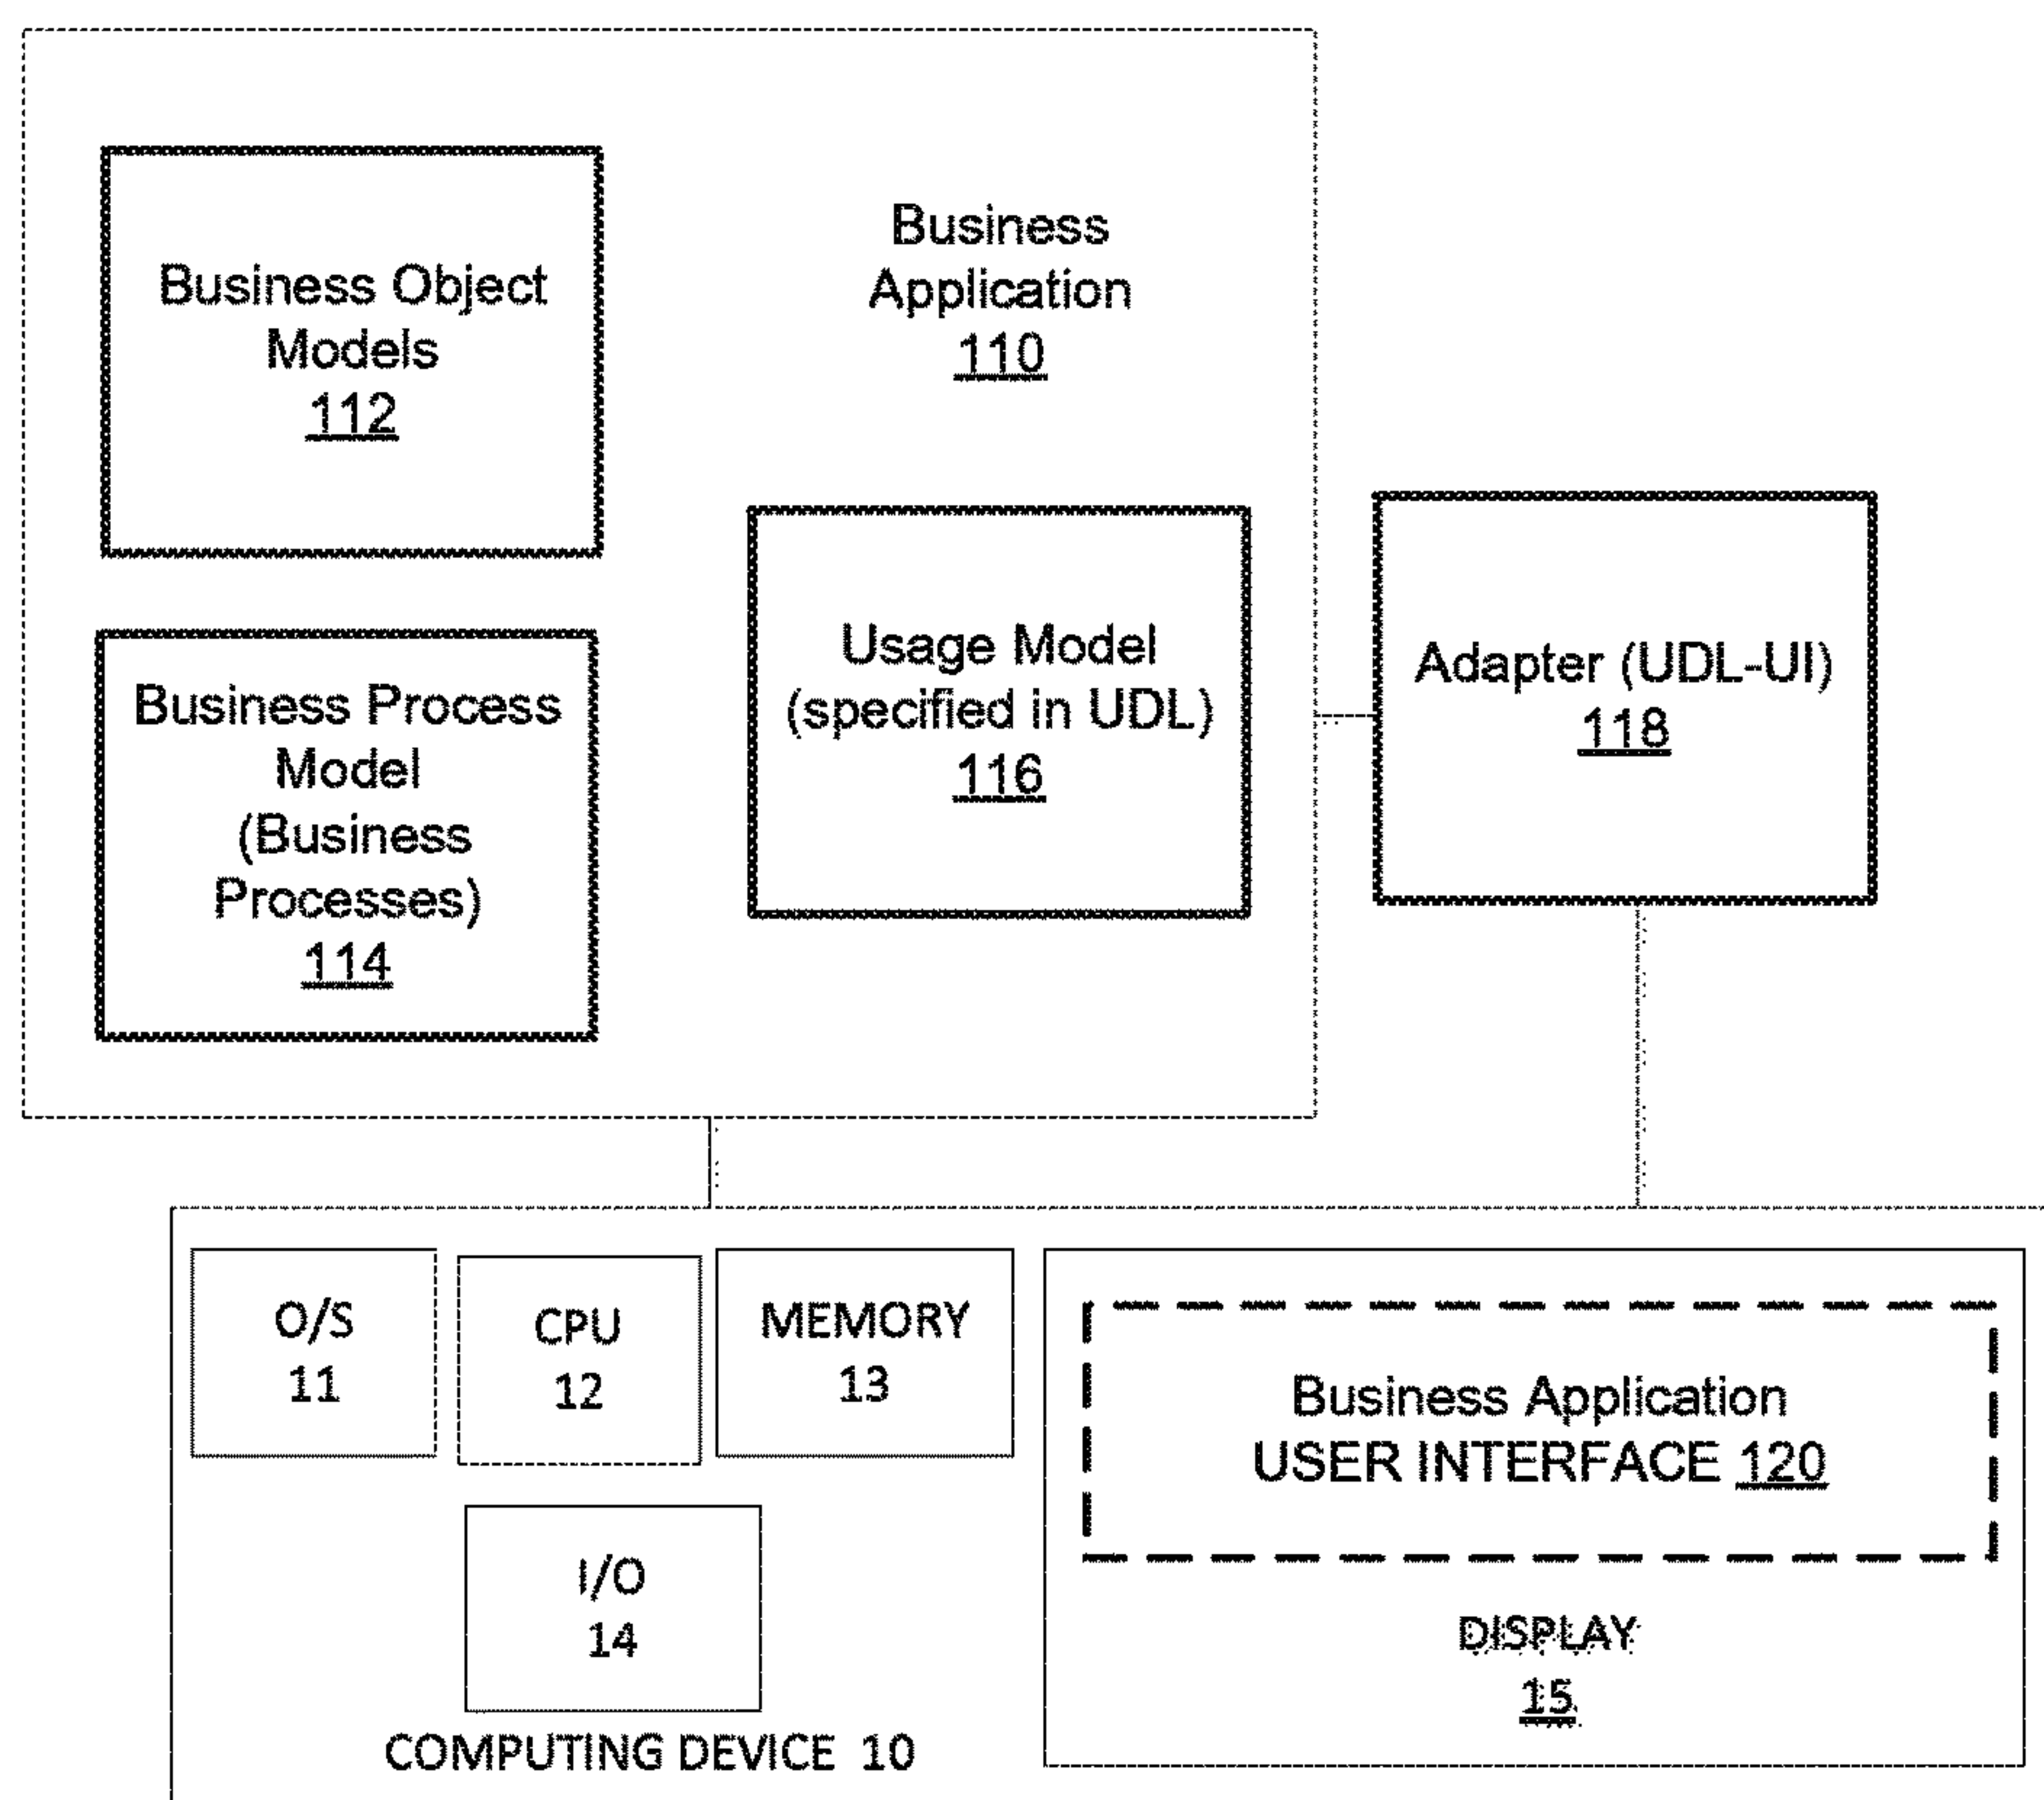 Business Object
Models
112
Business
Application
110
Business Process
Model
(Business
Processes)
114
Usage Model
(specified in UDL)
116
Adapter (UDL-UI)
118
O/S
11
CPU
12
MEMORY
13
I/O
14
COMPUTING DEVICE 10
Business Application
USER INTERFACE 120
DISPLAY
15